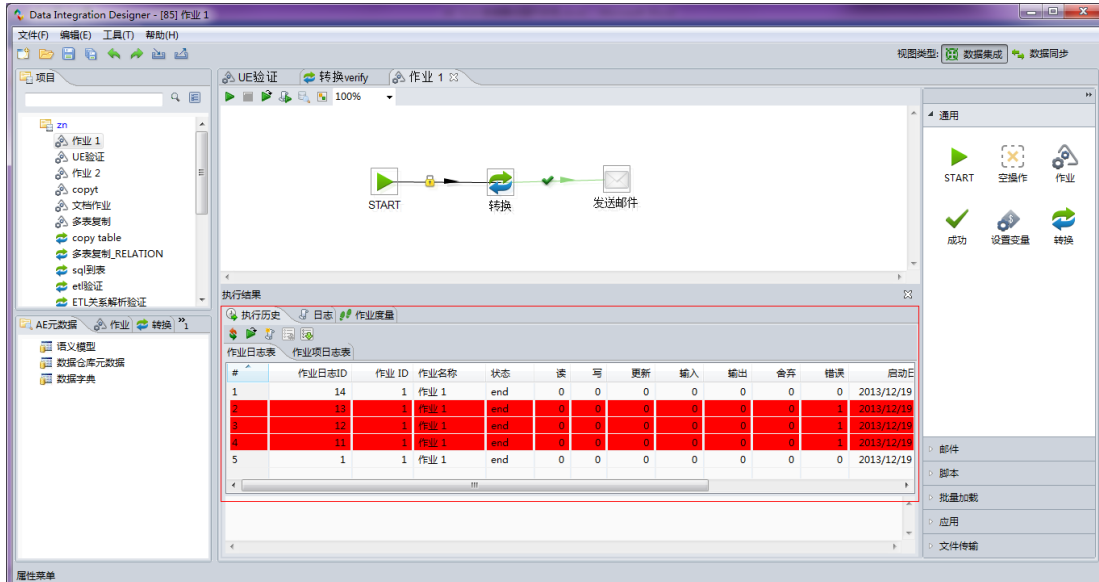 Data Integration Designer - [85] 作业 1
文件(F) 编辑(E) 工具(T) 帮助(H)
视图类型: 数据集成 数据同步
项目
zn
作业 1
UE验证
作业 2
copyt
文档作业
多表复制
copy table
多表复制_RELATION
sql到表
etl验证
ETL关系解析验证
AE元数据 作业 转换 1
语义模型
数据仓库元数据
数据字典
UE验证 转换verify 作业 1
100%
START 转换 发送邮件
执行结果
执行历史 日志 作业度量
作业日志表 作业项日志表
# 作业日志ID 作业 ID 作业名称 状态 读 写 更新 输入 输出 舍弃 错误 启动日
1 14 1 作业 1 end 0 0 0 0 0 0 0 2013/12/19
2 13 1 作业 1 end 0 0 0 0 0 0 1 2013/12/19
3 12 1 作业 1 end 0 0 0 0 0 0 1 2013/12/19
4 11 1 作业 1 end 0 0 0 0 0 0 1 2013/12/19
5 1 1 作业 1 end 0 0 0 0 0 0 0 2013/12/19
通用
START 空操作 作业
成功 设置变量 转换
邮件
脚本
批量加载
应用
文件传输
属性菜单